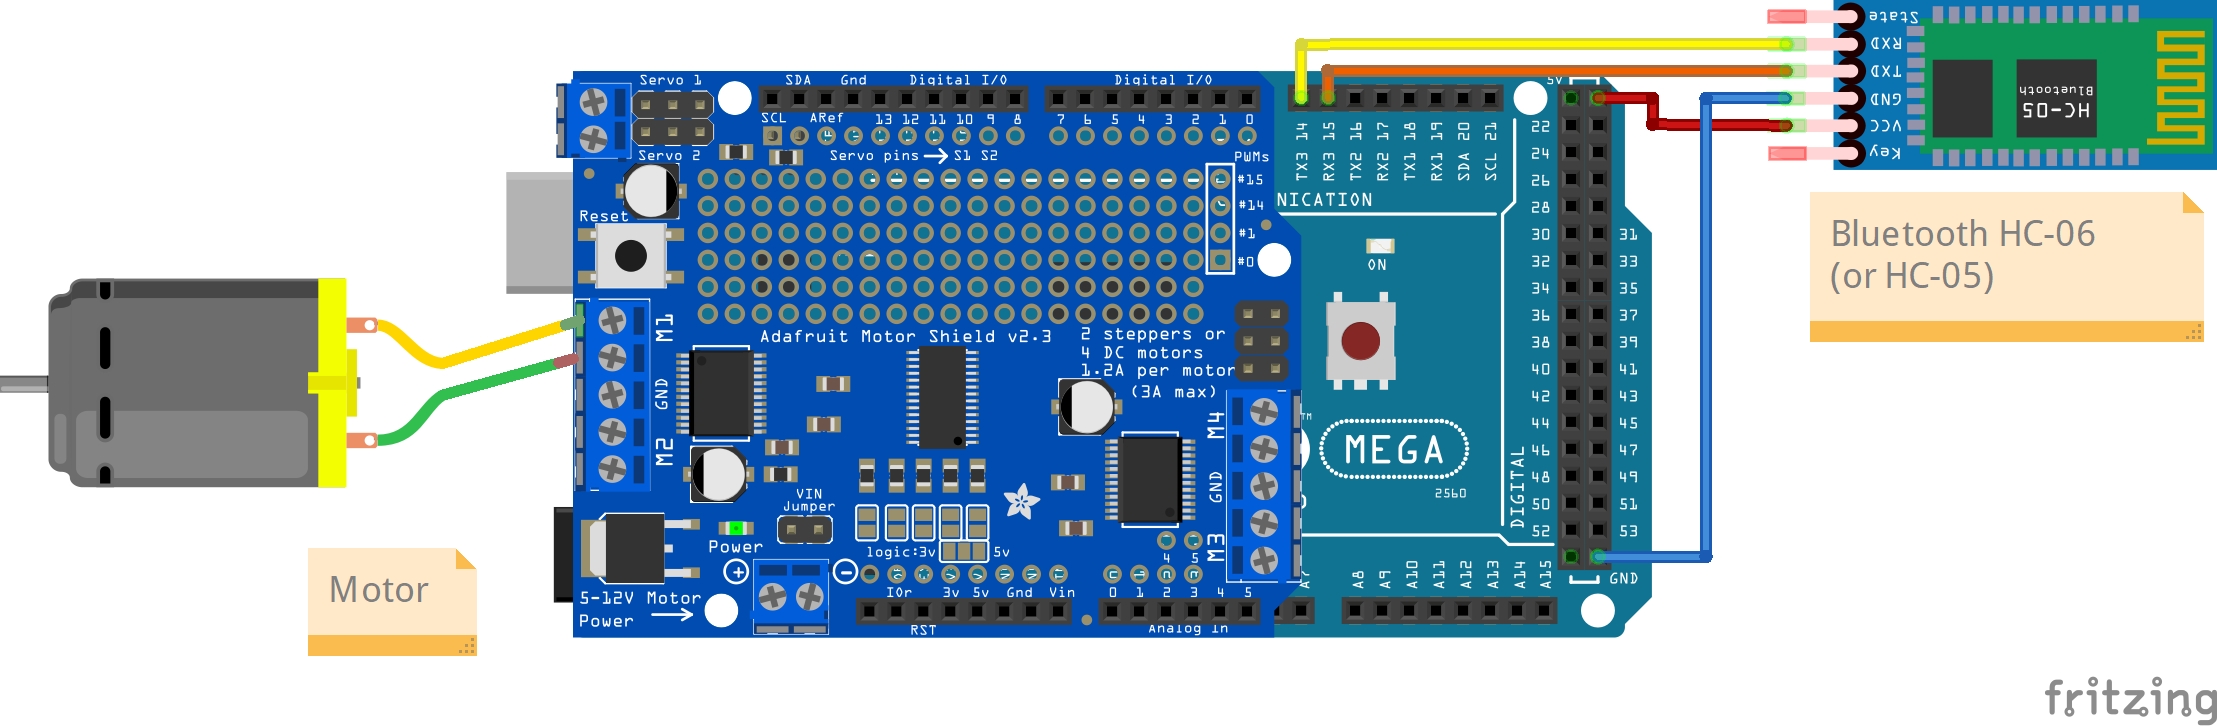 State
RXD
TXD
GND
VCC
Key
HC-05
Bluetooth
Bluetooth HC-06
(or HC-05)
Servo 1
SDA
Gnd
Digital I/O
Digital I/O
SCL
ARef
13 12 11 10 9 8
7 6 5 4 3 2 1 0
Servo 2
Servo pins
S1 S2
PWMs
#15
#14
#1
#0
Reset
Adafruit Motor Shield v2.3
2 steppers or
4 DC motors
1.2A per motor
(3A max)
M1
GND
M2
M4
GND
M3
VIN
Jumper
Power
logic:3v
5v
4 5
5-12V Motor
Power
+
-
IOr
3v
5v
Gnd
Vin
RST
0 1 2 3 4 5
Analog In
TX3 14
RX3 15
TX2 16
RX2 17
TX1 18
RX1 19
SDA 20
SCL 21
NICATION
ON
TM
MEGA
2560
DIGITAL
5V
22
24
26
28
30 31
32 33
34 35
36 37
38 39
40 41
42 43
44 45
46 47
48 49
50 51
52 53
GND
A7
A8
A9
A10
A11
A12
A13
A14
A15
Motor
fritzing